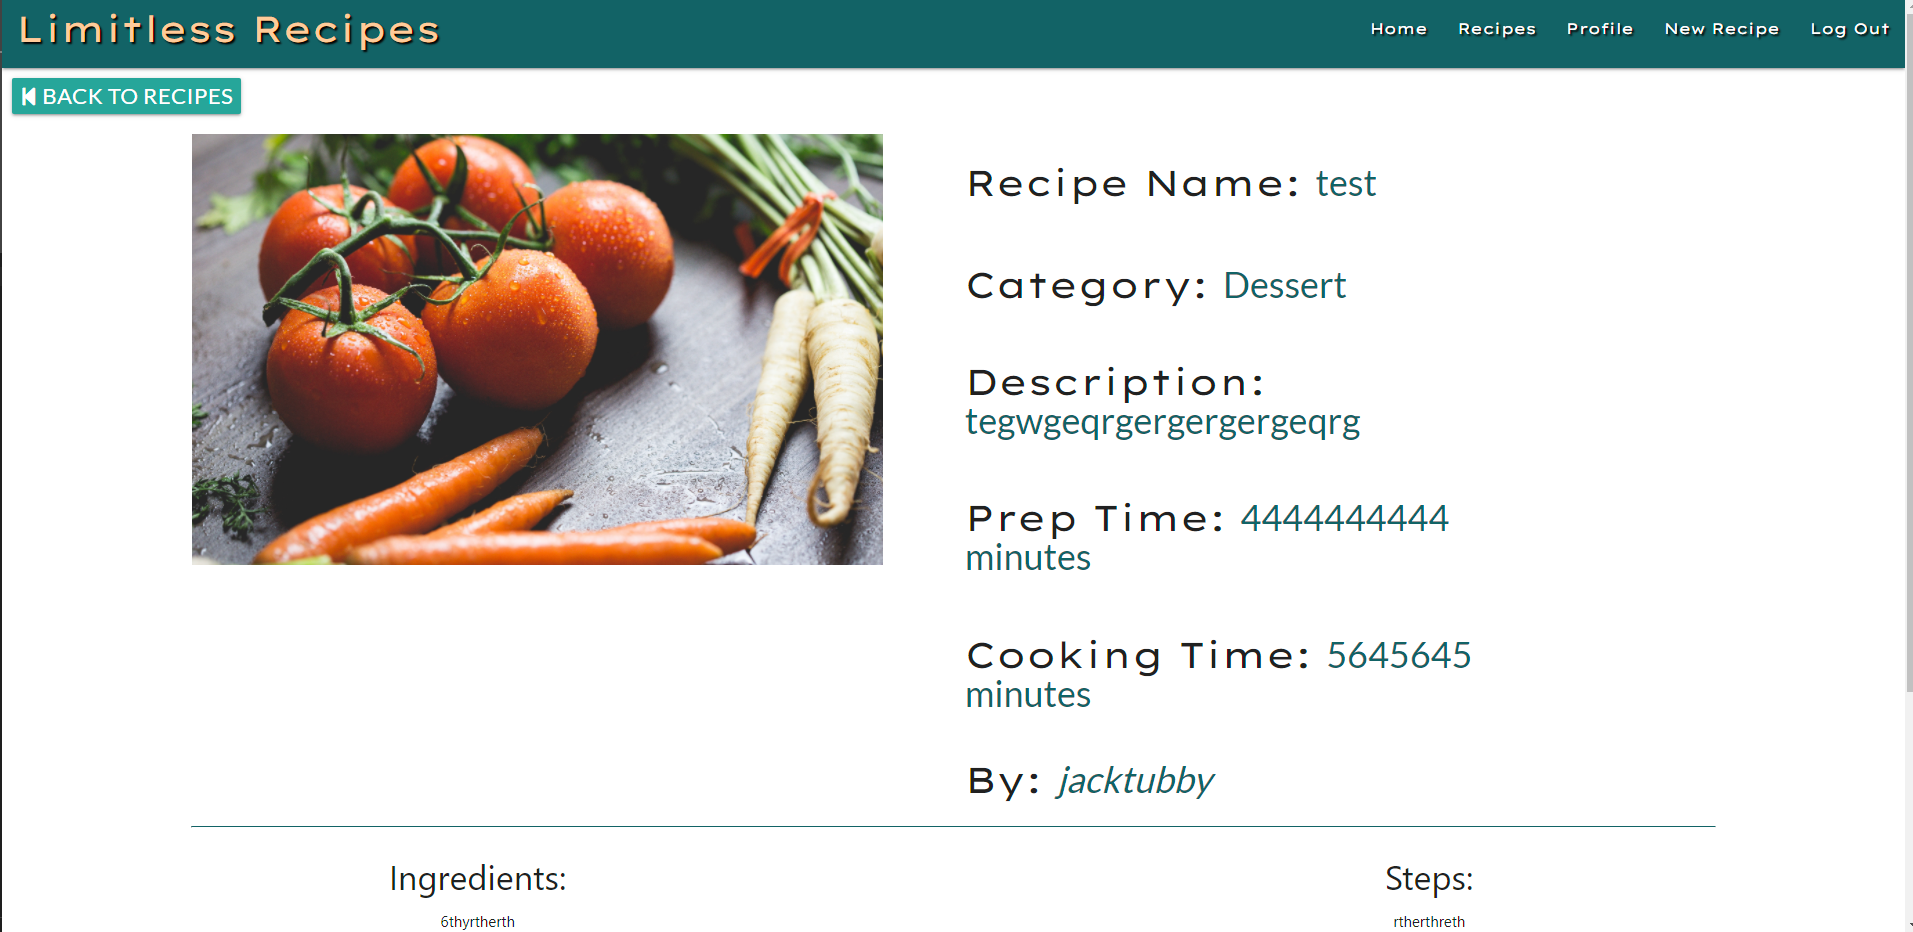 Limitless Recipes
Home Recipes Profile New Recipe Log Out
BACK TO RECIPES
Recipe Name: test
Category: Dessert
Description:
tegwgeqrgergergergeqrg
Prep Time: 4444444444
minutes
Cooking Time: 5645645
minutes
By: jacktubby
Ingredients:
6thyrtherth
Steps:
rtherthreth